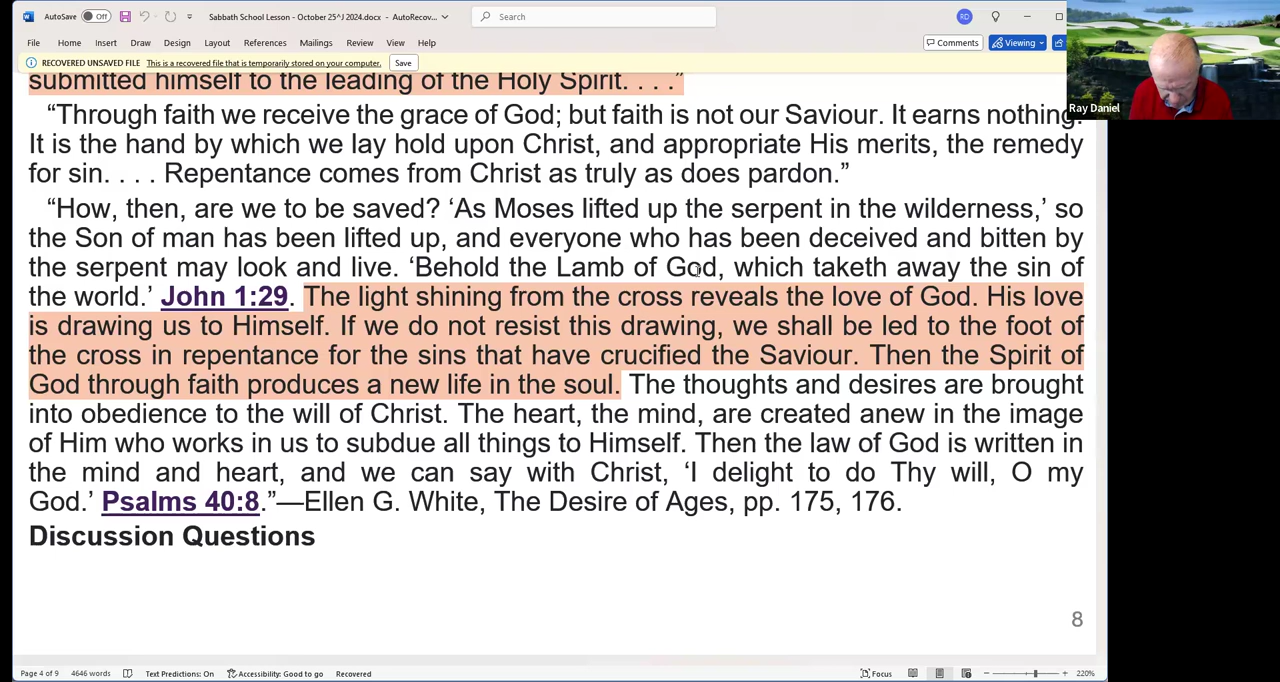 AutoSave Off Sabbath School Lesson - October 25^J 2024.docx - AutoRecov... Search RD
File Home Insert Draw Design Layout References Mailings Review View Help Comments Viewing
RECOVERED UNSAVED FILE This is a recovered file that is temporarily stored on your computer. Save
submitted himself to the leading of the Holy Spirit. . . .”
Ray Daniel
“Through faith we receive the grace of God; but faith is not our Saviour. It earns nothing.
It is the hand by which we lay hold upon Christ, and appropriate His merits, the remedy
for sin. . . . Repentance comes from Christ as truly as does pardon.”
“How, then, are we to be saved? ‘As Moses lifted up the serpent in the wilderness,’ so
the Son of man has been lifted up, and everyone who has been deceived and bitten by
the serpent may look and live. ‘Behold the Lamb of God, which taketh away the sin of
the world.’ John 1:29. The light shining from the cross reveals the love of God. His love
is drawing us to Himself. If we do not resist this drawing, we shall be led to the foot of
the cross in repentance for the sins that have crucified the Saviour. Then the Spirit of
God through faith produces a new life in the soul. The thoughts and desires are brought
into obedience to the will of Christ. The heart, the mind, are created anew in the image
of Him who works in us to subdue all things to Himself. Then the law of God is written in
the mind and heart, and we can say with Christ, ‘I delight to do Thy will, O my
God.’ Psalms 40:8.”—Ellen G. White, The Desire of Ages, pp. 175, 176.
Discussion Questions
8
Page 4 of 9 4646 words Text Predictions: On Accessibility: Good to go Recovered Focus 220%